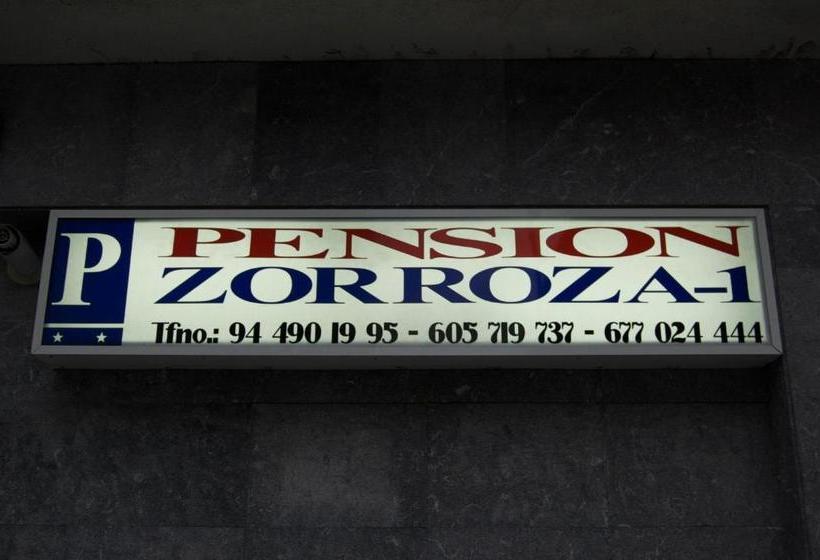 P
PENSION
ZORROZA-1
Tfno.: 94 490 19 95 - 605 719 737 - 677 024 444